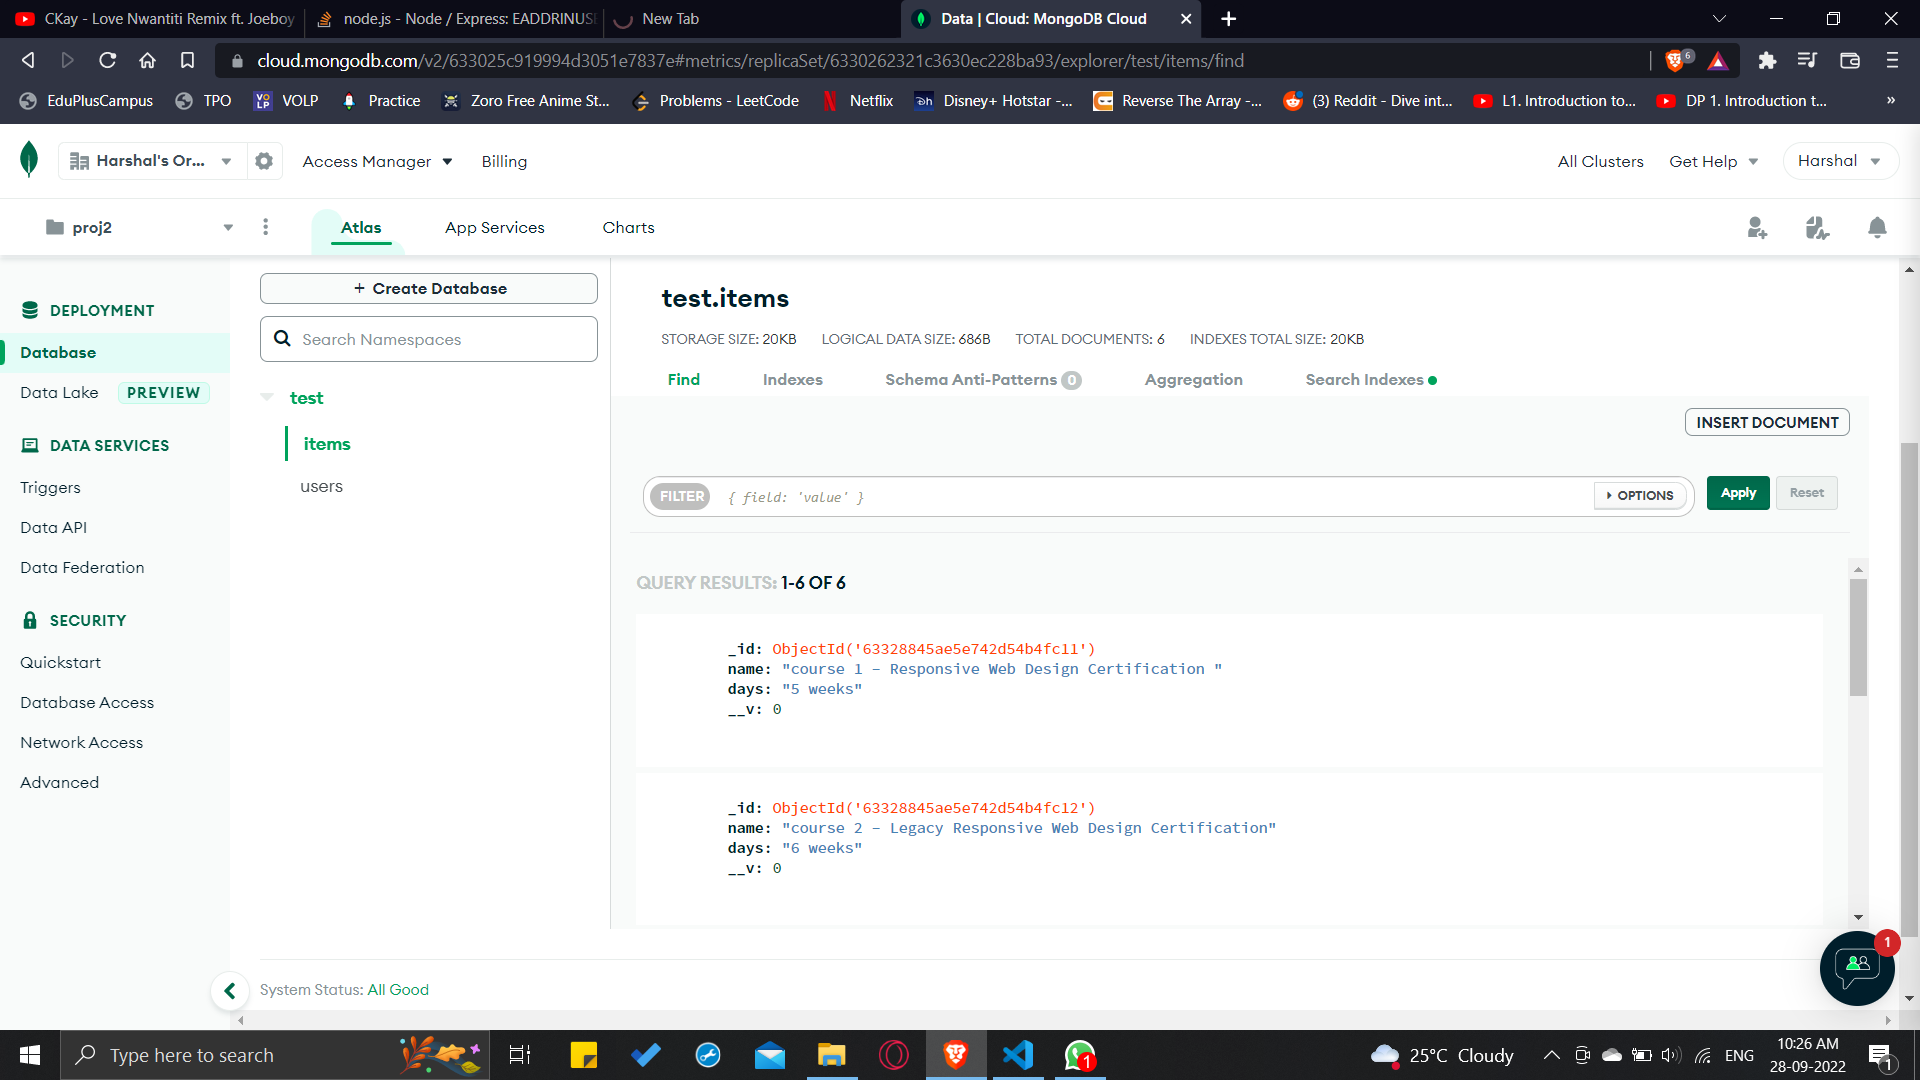 CKay - Love Nwantiti Remix ft. Joeboy
node.js - Node / Express: EADDRINUSE
New Tab
Data | Cloud: MongoDB Cloud
cloud.mongodb.com/v2/633025c919994d3051e7837e#metrics/replicaSet/6330262321c3630ec228ba93/explorer/test/items/find
6
EduPlusCampus
TPO
VOLP
Practice
Zoro Free Anime St...
Problems - LeetCode
Netflix
Disney+ Hotstar -...
Reverse The Array -...
(3) Reddit - Dive int...
L1. Introduction to...
DP 1. Introduction t...
»
Harshal's Or...
Access Manager
Billing
All Clusters
Get Help
Harshal
proj2
Atlas
App Services
Charts
DEPLOYMENT
Database
Data Lake PREVIEW
DATA SERVICES
Triggers
Data API
Data Federation
SECURITY
Quickstart
Database Access
Network Access
Advanced
+ Create Database
Search Namespaces
test
items
users
test.items
STORAGE SIZE: 20KB LOGICAL DATA SIZE: 686B TOTAL DOCUMENTS: 6 INDEXES TOTAL SIZE: 20KB
Find Indexes Schema Anti-Patterns 0 Aggregation Search Indexes
INSERT DOCUMENT
FILTER { field: 'value' } OPTIONS Apply Reset
QUERY RESULTS: 1-6 OF 6
_id: ObjectId('63328845ae5e742d54b4fc11')
name: "course 1 - Responsive Web Design Certification "
days: "5 weeks"
__v: 0
_id: ObjectId('63328845ae5e742d54b4fc12')
name: "course 2 - Legacy Responsive Web Design Certification"
days: "6 weeks"
__v: 0
1
System Status: All Good
Type here to search
1
25°C Cloudy
ENG
10:26 AM
28-09-2022
1